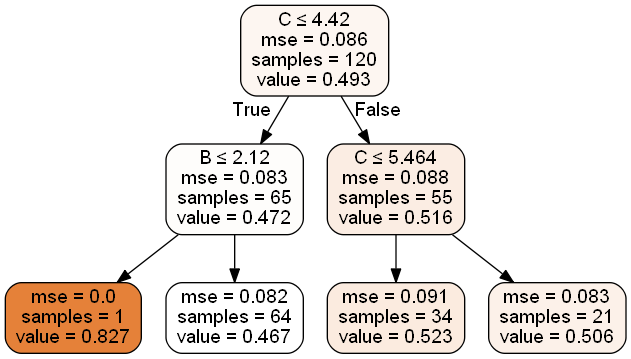 C ≤ 4.42
mse = 0.086
samples = 120
value = 0.493
True
False
B ≤ 2.12
mse = 0.083
samples = 65
value = 0.472
C ≤ 5.464
mse = 0.088
samples = 55
value = 0.516
mse = 0.0
samples = 1
value = 0.827
mse = 0.082
samples = 64
value = 0.467
mse = 0.091
samples = 34
value = 0.523
mse = 0.083
samples = 21
value = 0.506